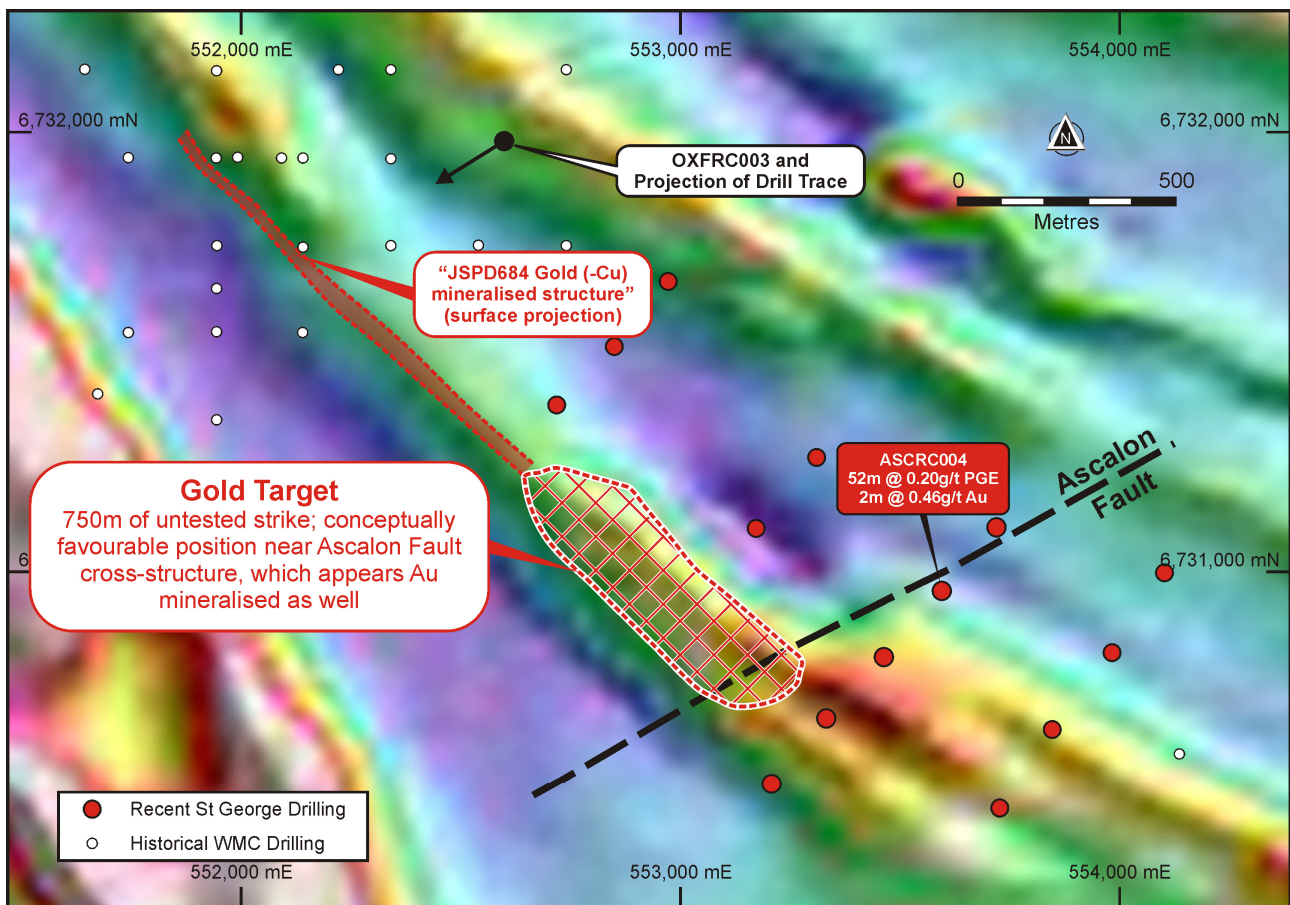 552,000 mE
553,000 mE
554,000 mE
6,732,000 mN
6,732,000 mN
N
OXFRC003 and
Projection of Drill Trace
0
500
Metres
“JSPD684 Gold (-Cu)
mineralised structure”
(surface projection)
ASCRC004
52m @ 0.20g/t PGE
2m @ 0.46g/t Au
Ascalon
Fault
Gold Target
750m of untested strike; conceptually
favourable position near Ascalon Fault
cross-structure, which appears Au
mineralised as well
6
6,731,000 mN
Recent St George Drilling
Historical WMC Drilling
552,000 mE
553,000 mE
554,000 mE